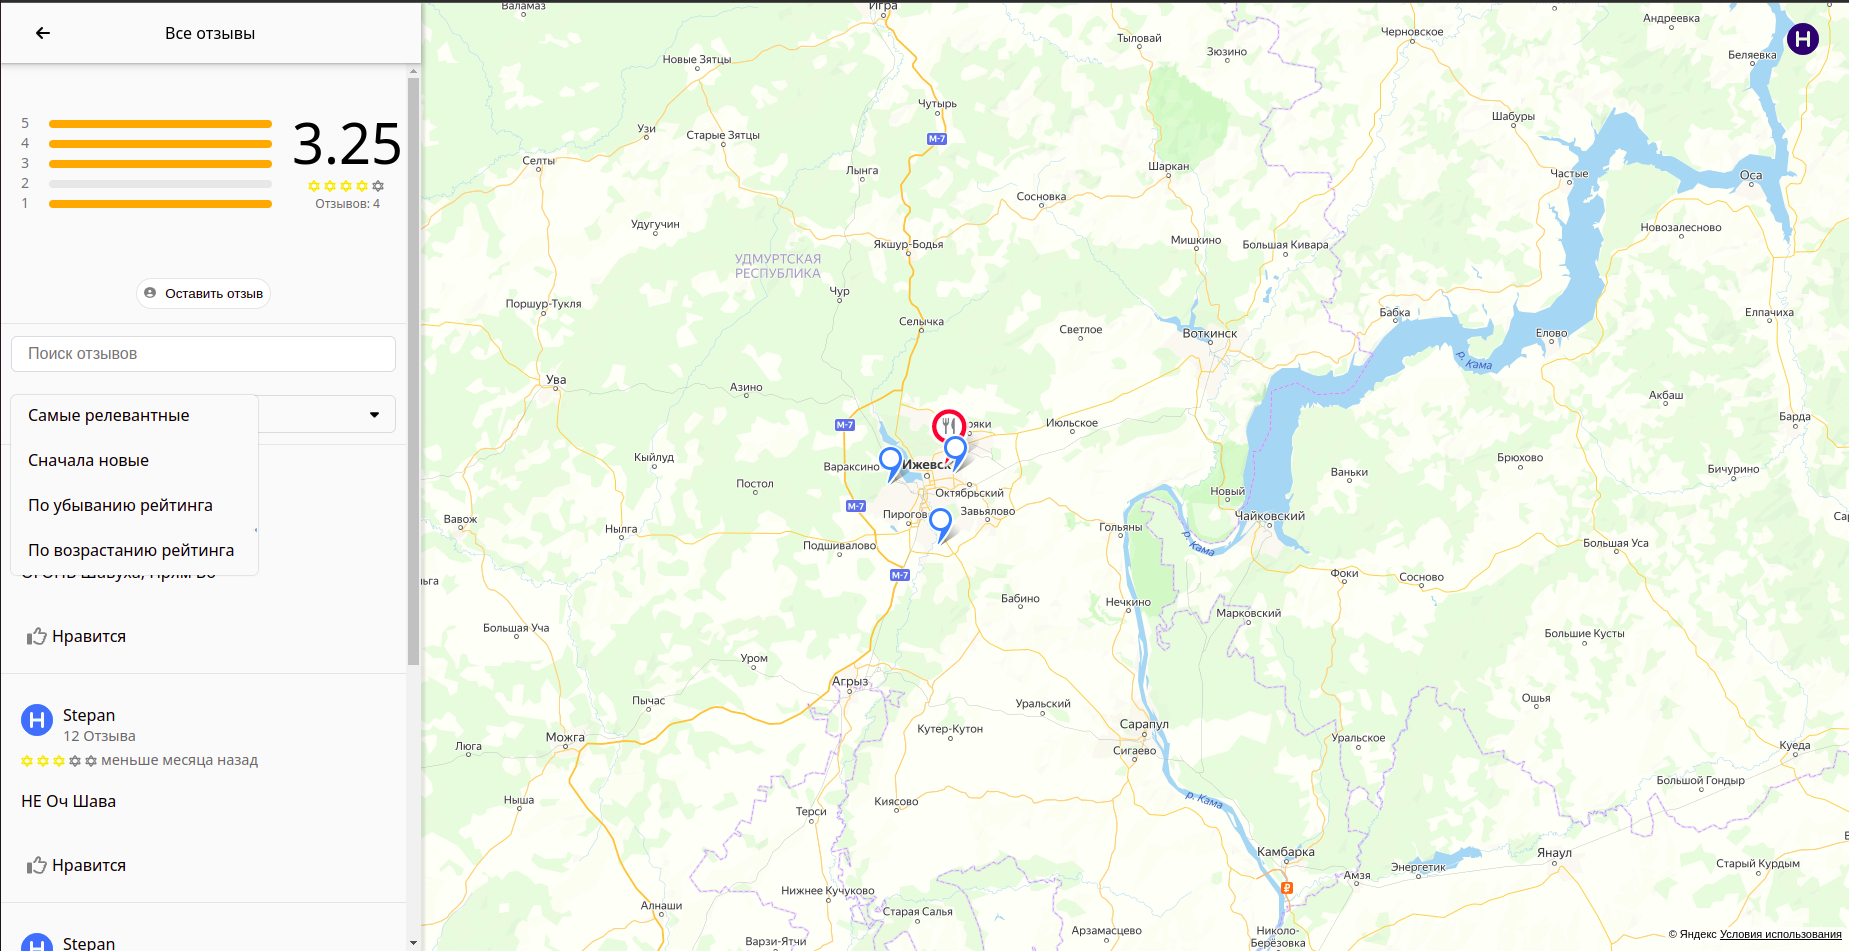 Все отзывы
5
4
3
2
1
3.25
Отзывов: 4
Оставить отзыв
Поиск отзывов
Самые релевантные
Сначала новые
По убыванию рейтинга
По возрастанию рейтинга
Нравится
H
Stepan
12 Отзыва
меньше месяца назад
НЕ Оч Шава
Нравится
Stepan
Валамаз
Игра
Андреевка
Тыловай
Черновское
Зюзино
Беляевка
H
Новые Зятцы
Чутырь
Узи
Старые Зятцы
М-7
Шабуры
Селты
Лынга
Шаркан
Частые
Оса
Сосновка
Удугучин
Якшур-Бодья
Мишкино
Большая Кивара
Новозалесново
УДМУРТСКАЯ
РЕСПУБЛИКА
Чур
Поршур-Тукля
Селычка
Светлое
Воткинск
Бабка
Елово
Елпачиха
р. Кама
Ува
Азино
Акбаш
Барда
М-7
Июльское
Кыйлуд
Вараксино
Ижевск
Брюхово
Бичурино
Ваньки
Постол
Октябрьский
Новый
М-7
Пирогов
Завьялово
Чайковский
Вавож
Нылга
Гольяны
р. Кама
Подшивалово
Большая Уса
М-7
Фоки
Сосново
Бабино
Нечкино
Марковский
Большая Уча
Большие Кусты
Уром
Агрыз
Пычас
Уральский
Ошья
Кутер-Кутон
Сарапул
Люга
Можга
Сигаево
Уральское
Куеда
Большой Гондыр
Ныша
Терси
Киясово
р. Кама
Камбарка
Янаул
Энергетик
Старый Курдым
Амзя
Нижнее Кучуково
Алнаши
Старая Салья
Варзи-Ятчи
Арзамасцево
Николо-
Берёзовка
© Яндекс Условия использования